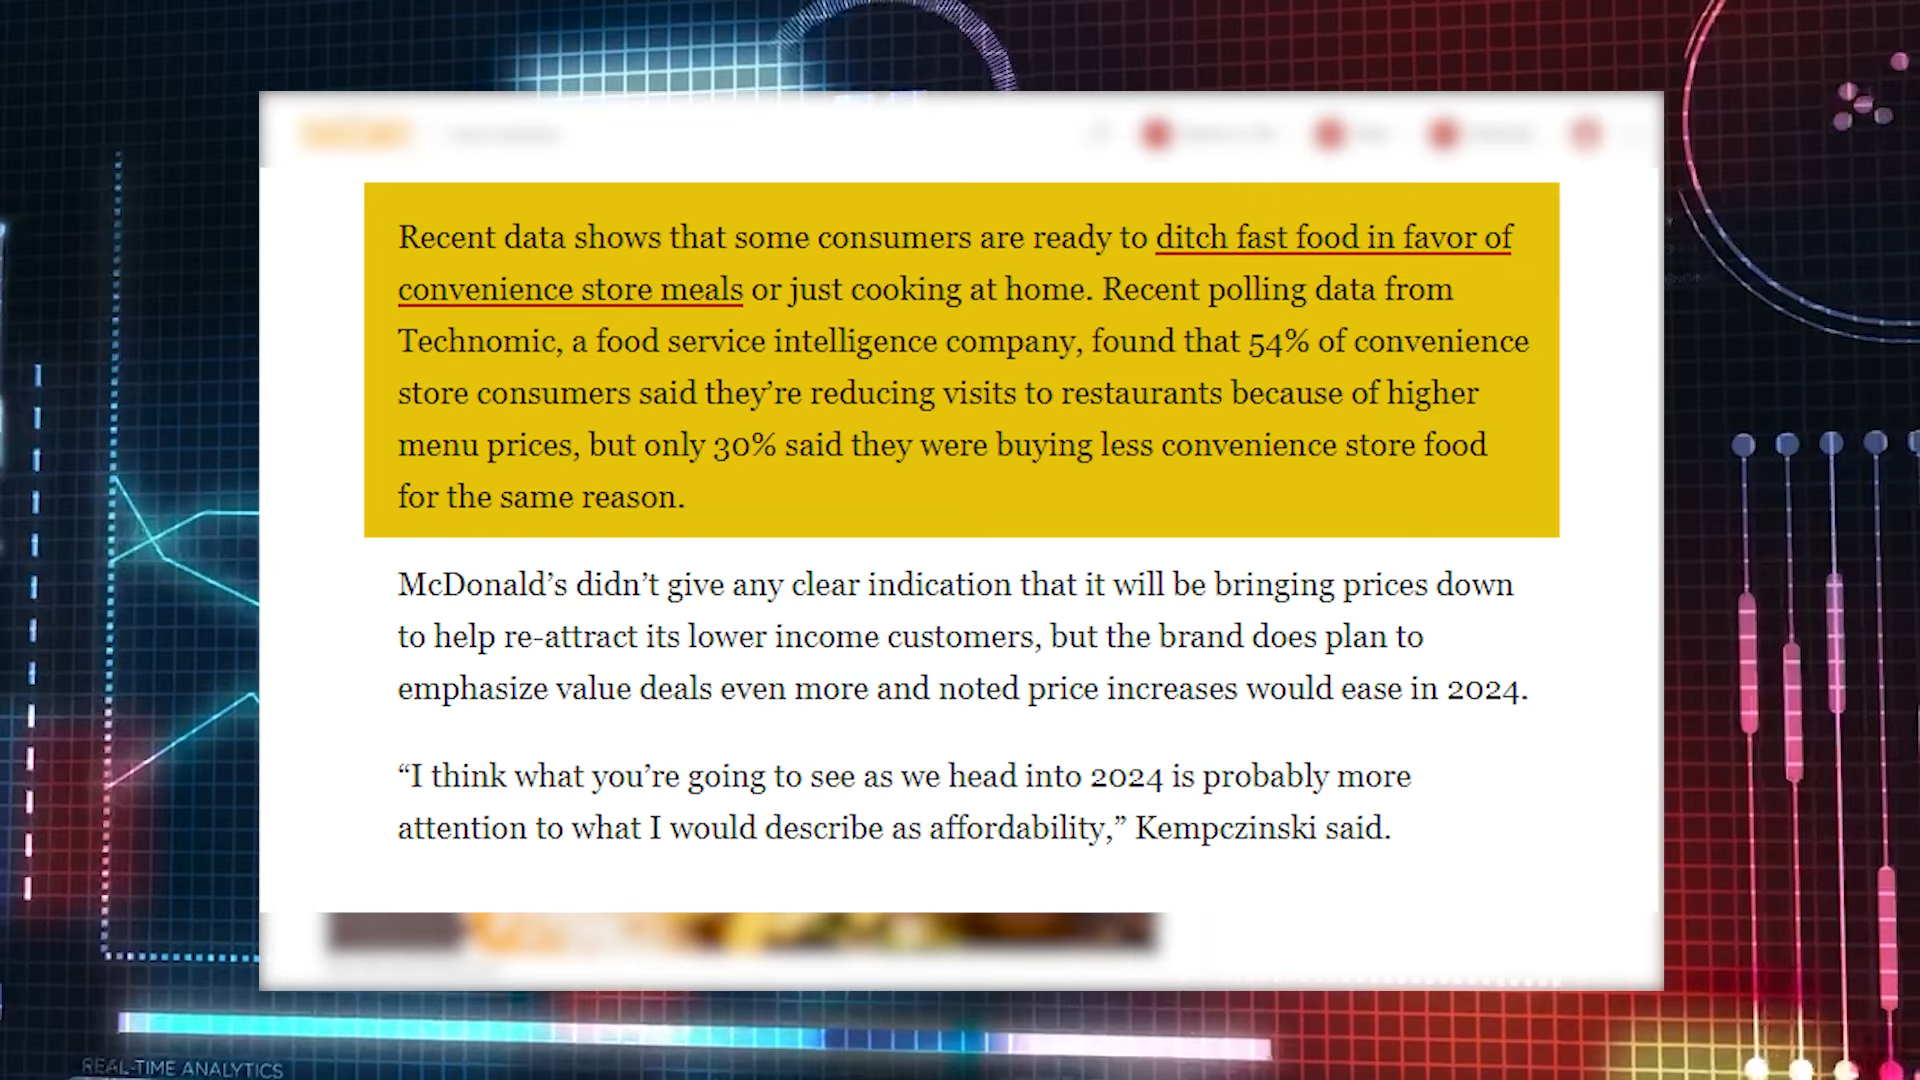 Recent data shows that some consumers are ready to ditch fast food in favor of
convenience store meals or just cooking at home. Recent polling data from
Technomic, a food service intelligence company, found that 54% of convenience
store consumers said they’re reducing visits to restaurants because of higher
menu prices, but only 30% said they were buying less convenience store food
for the same reason.
McDonald’s didn’t give any clear indication that it will be bringing prices down
to help re-attract its lower income customers, but the brand does plan to
emphasize value deals even more and noted price increases would ease in 2024.
“I think what you’re going to see as we head into 2024 is probably more
attention to what I would describe as affordability,” Kempczinski said.
REAL-TIME ANALYTICS